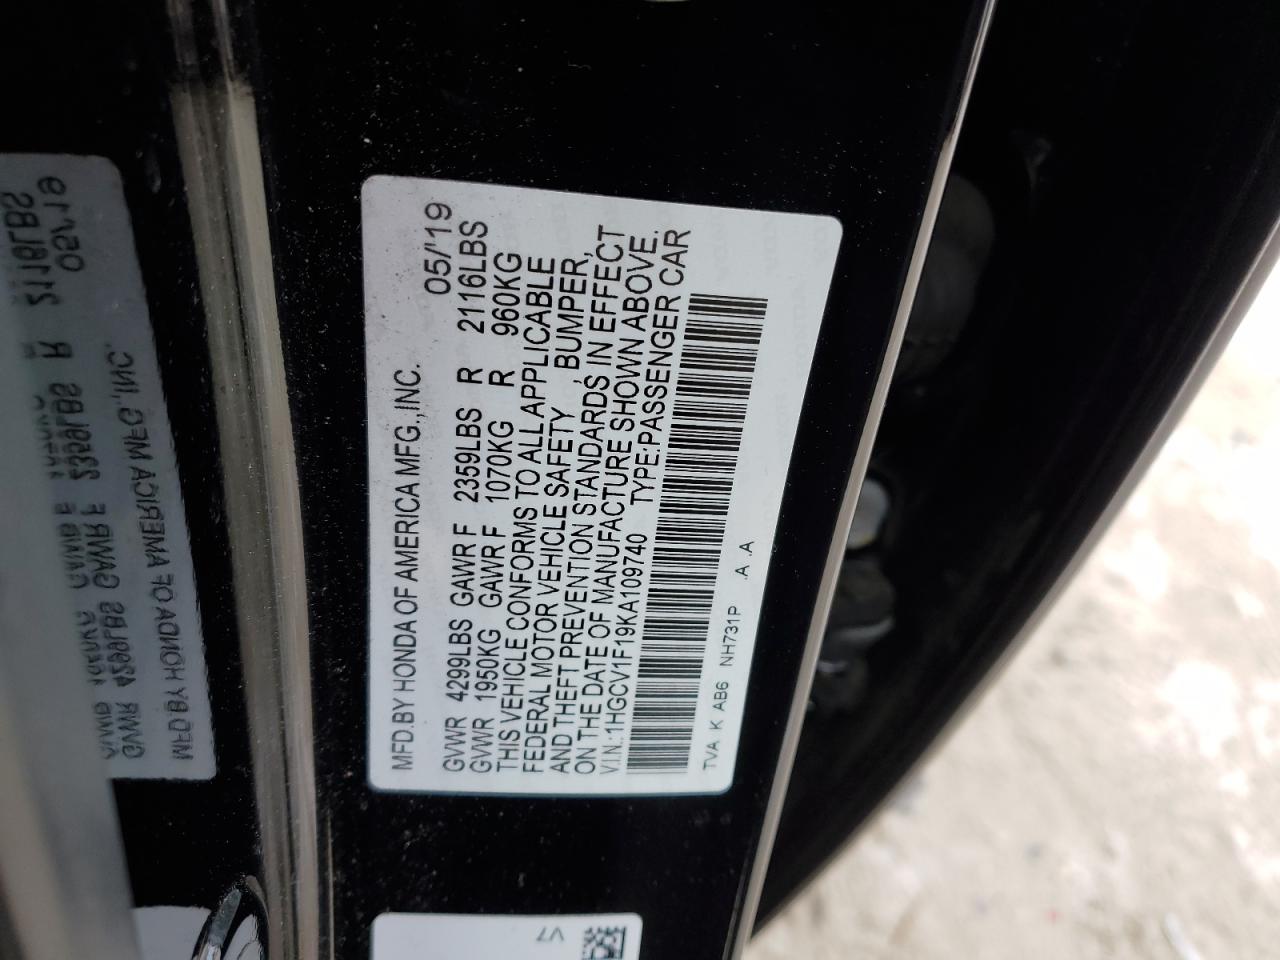 MFD.BY HONDA OF AMERICA MFG.,INC. 05/'19
GVWR 4299LBS GAWR F 2359LBS R 2116LBS
GVWR 1950KG GAWR F 1070KG R 960KG
THIS VEHICLE CONFORMS TO ALL APPLICABLE
FEDERAL MOTOR VEHICLE SAFETY , BUMPER,
AND THEFT PREVENTION STANDARDS IN EFFECT
ON THE DATE OF MANUFACTURE SHOWN ABOVE.
V.I.N.:1HGCV1F19KA109740 TYPE:PASSENGER CAR
TVA K AB6 NH731P .A .A